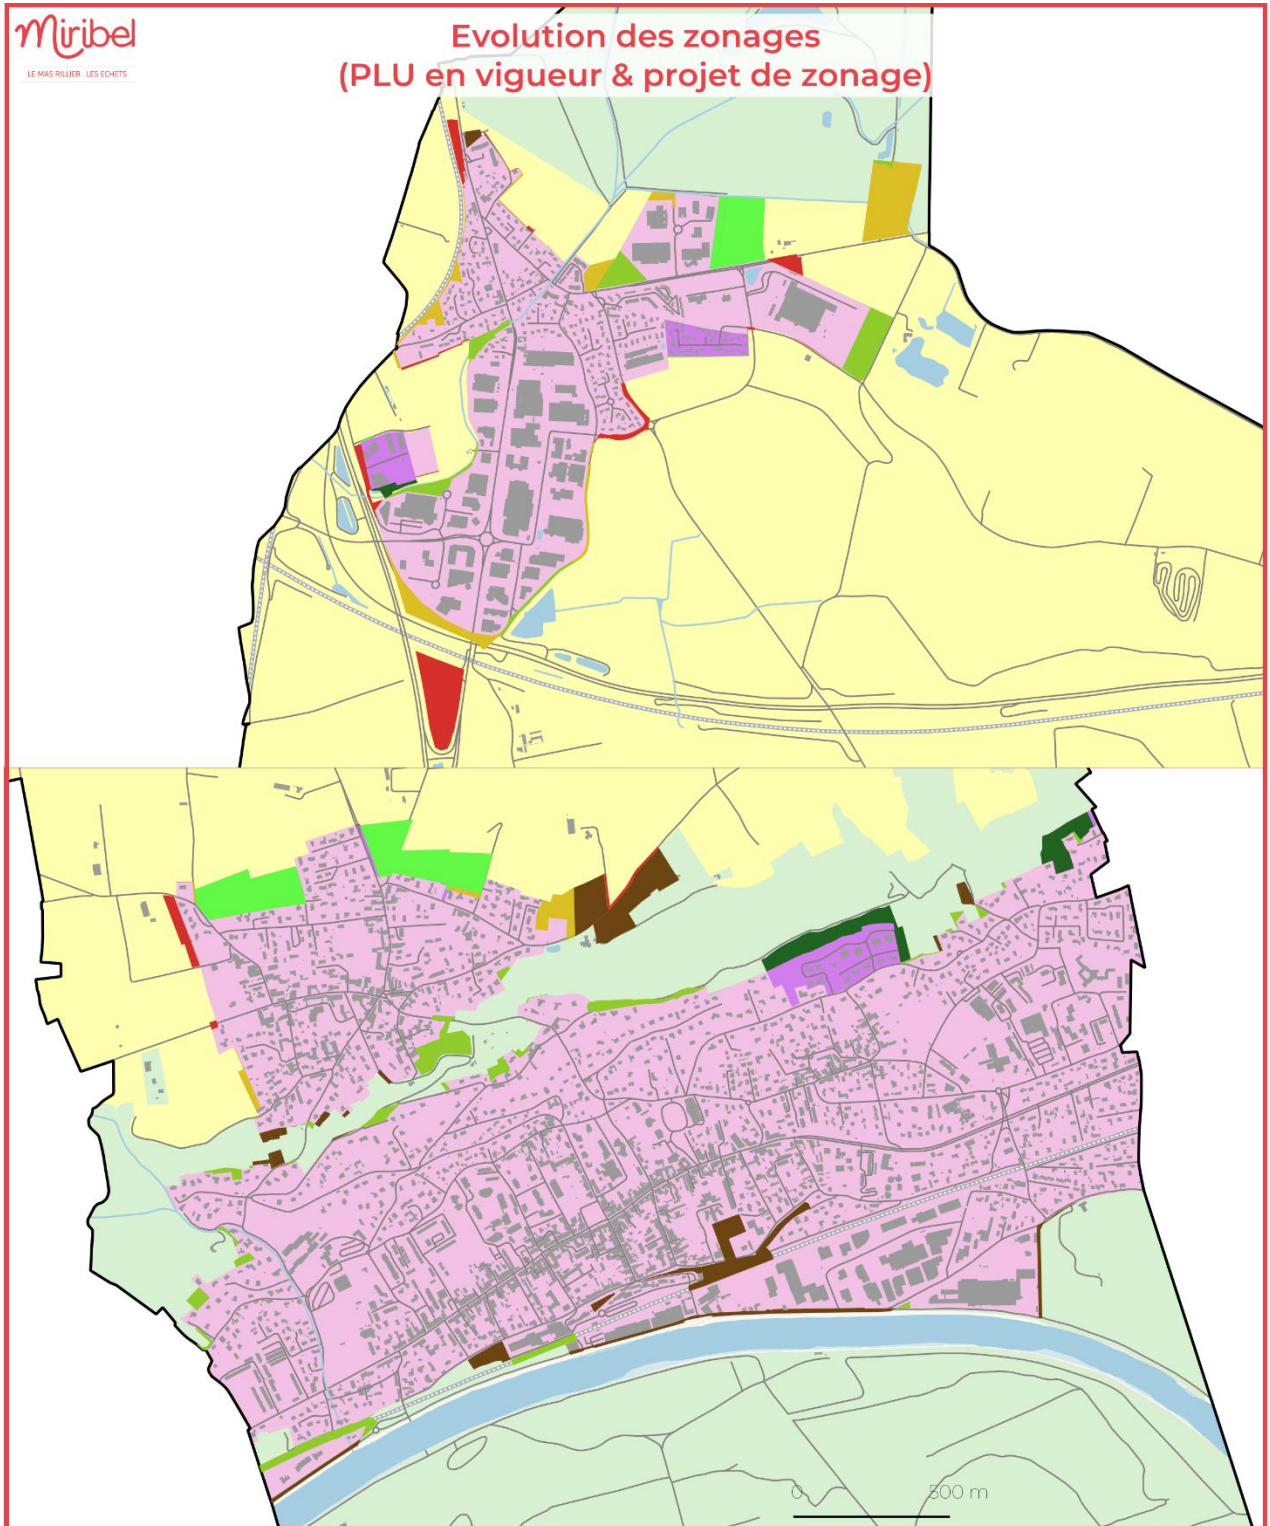 Miribel
LE MAS RILLIER . LES ECHETS
Evolution des zonages
(PLU en vigueur & projet de zonage)
0 500 m